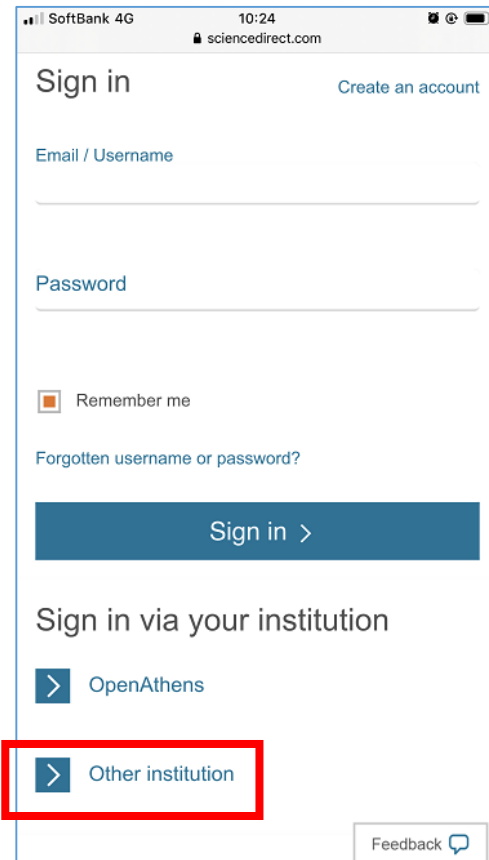 SoftBank 4G 10:24
sciencedirect.com
Sign in
Create an account
Email / Username
Password
Remember me
Forgotten username or password?
Sign in >
Sign in via your institution
> OpenAthens
> Other institution
Feedback